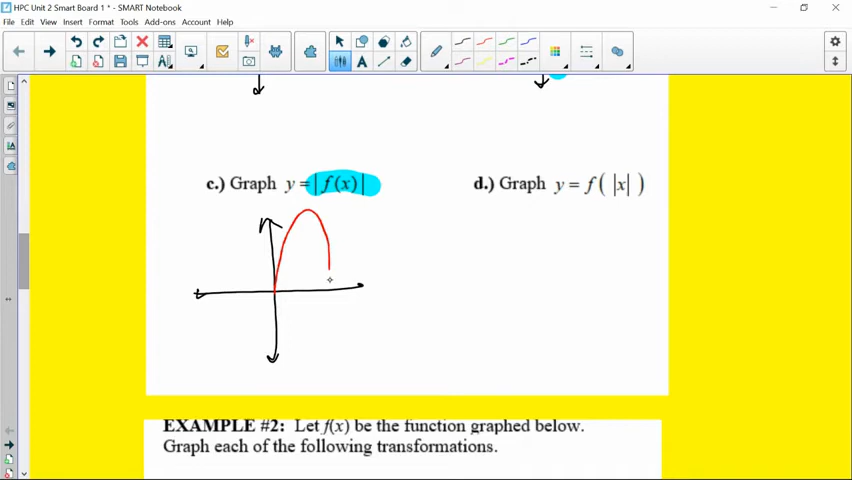 HPC Unit 2 Smart Board 1 * - SMART Notebook
File Edit View Insert Format Tools Add-ons Account Help
c.) Graph y = | f(x) |
d.) Graph y = f ( |x| )
EXAMPLE #2: Let f(x) be the function graphed below.
Graph each of the following transformations.